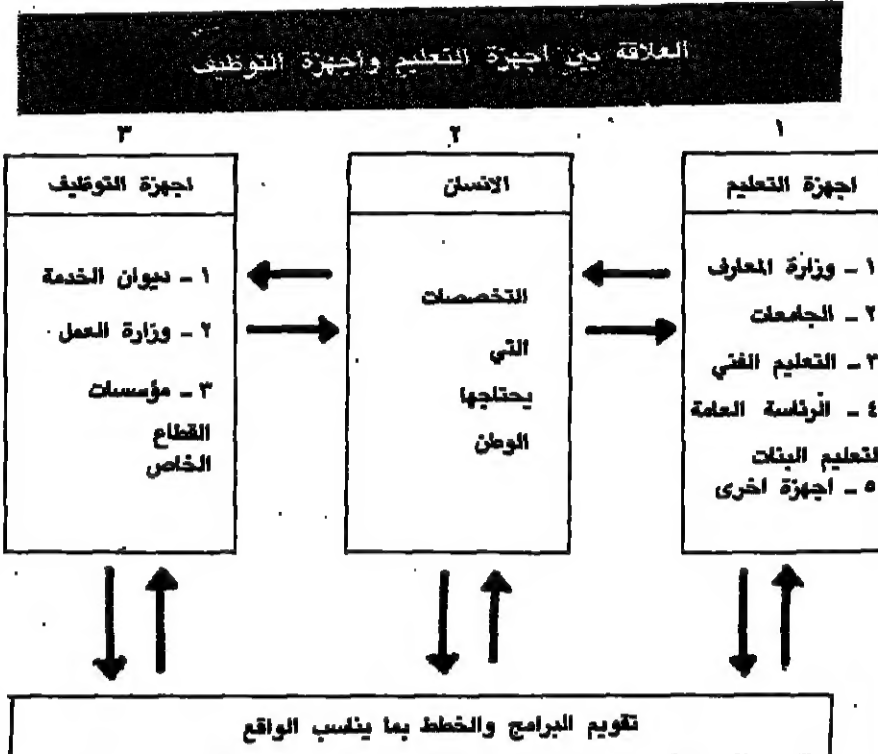 العلاقة بين اجهزة التعليم واجهزة التوظيف
١
اجهزة التعليم
١ - وزارة المعارف
٢ - الجامعات
٣ - التعليم الفني
٤ - الرئاسة العامة
لتعليم البنات
٥ - اجهزة اخرى
٢
الانسان
التخصصات
التي
يحتاجها
الوطن
٣
اجهزة التوظيف
١ - ديوان الخدمة
٢ - وزارة العمل
٣ - مؤسسات
القطاع
الخاص
تقويم البرامج والخطط بما يناسب الواقع